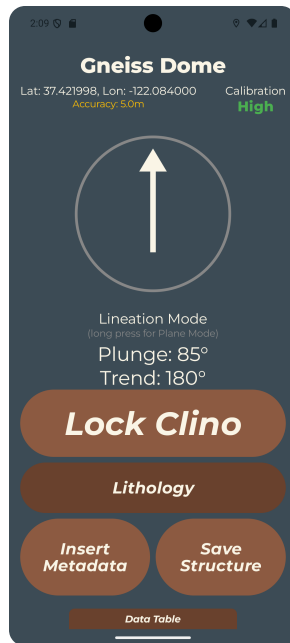 2:09
Gneiss Dome
Lat: 37.421998, Lon: -122.084000
Accuracy: 5.0m
Calibration
High
Lineation Mode
(long press for Plane Mode)
Plunge: 85°
Trend: 180°
Lock Clino
Lithology
Insert
Metadata
Save
Structure
Data Table